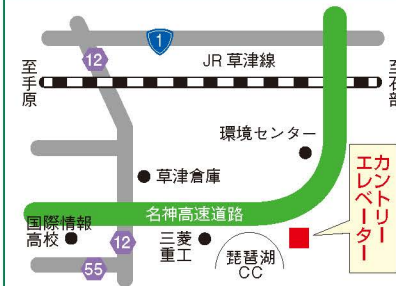 1
12
JR 草津線
至手原
至石部
環境センター
草津倉庫
カントリー
エレベーター
名神高速道路
国際情報
高校
12
三菱
重工
琵琶湖
CC
55